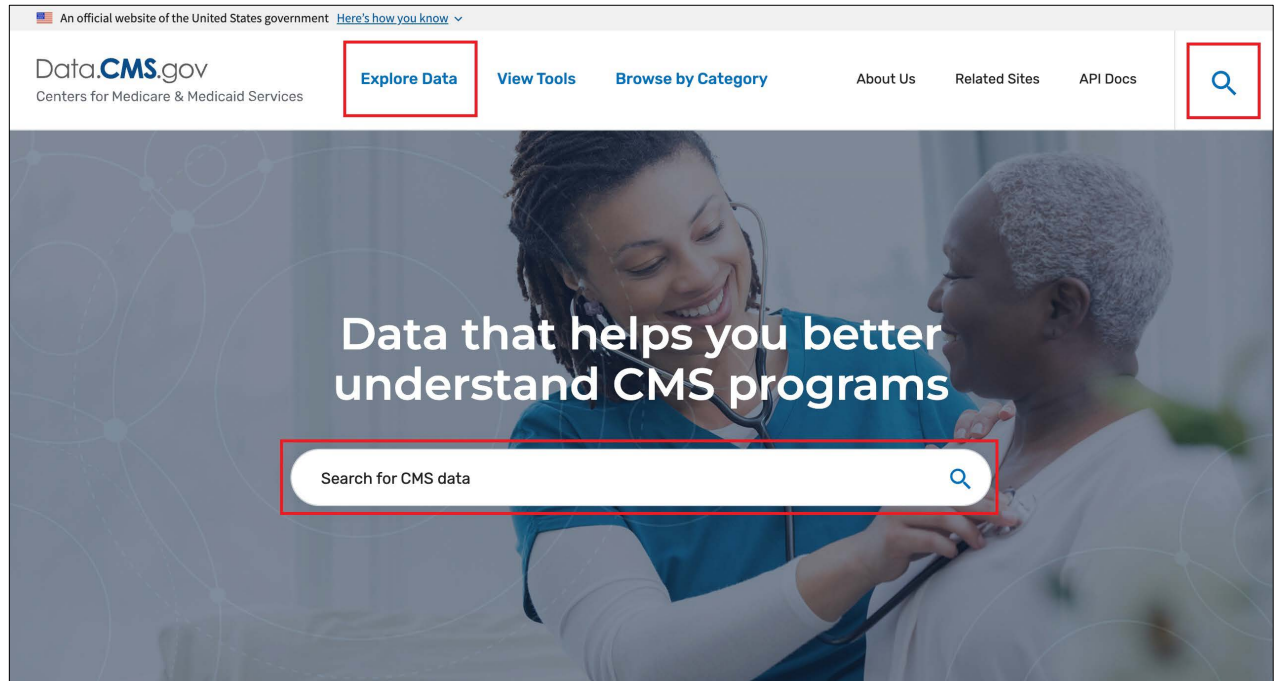 An official website of the United States government Here's how you know
Data.CMS.gov
Centers for Medicare & Medicaid Services
Explore Data
View Tools
Browse by Category
About Us
Related Sites
API Docs
Data that helps you better
understand CMS programs
Search for CMS data